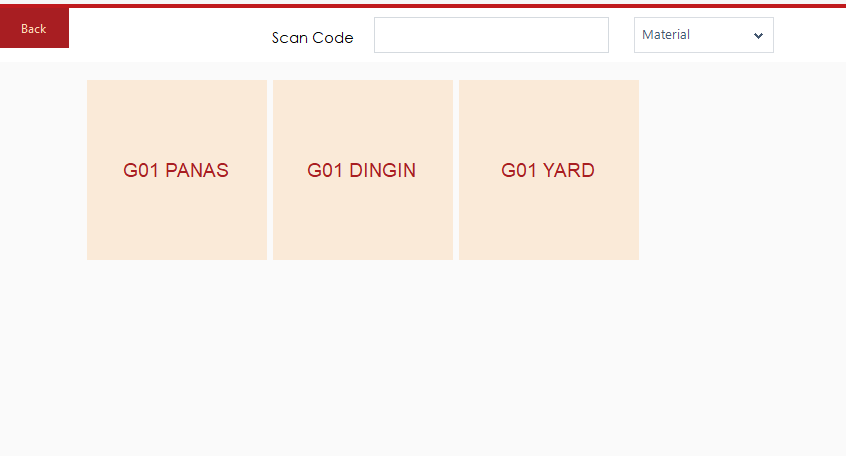 Back
Scan Code
Material
G01 PANAS
G01 DINGIN
G01 YARD